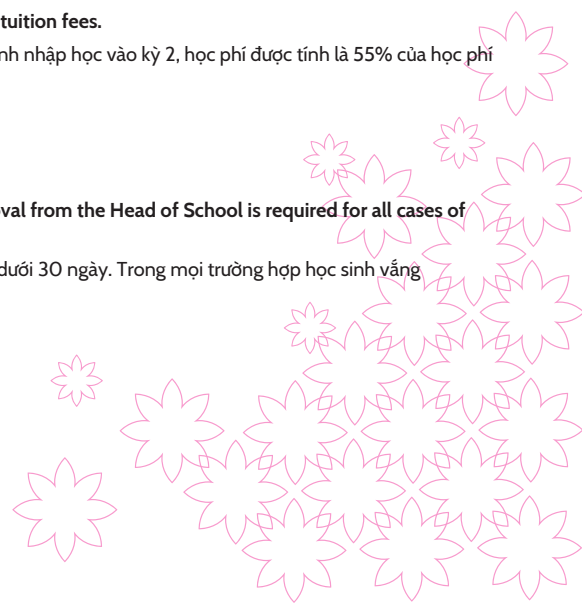 tuition fees.
nh nhập học vào kỳ 2, học phí được tính là 55% của học phí
val from the Head of School is required for all cases of
dưới 30 ngày. Trong mọi trường hợp học sinh vắng